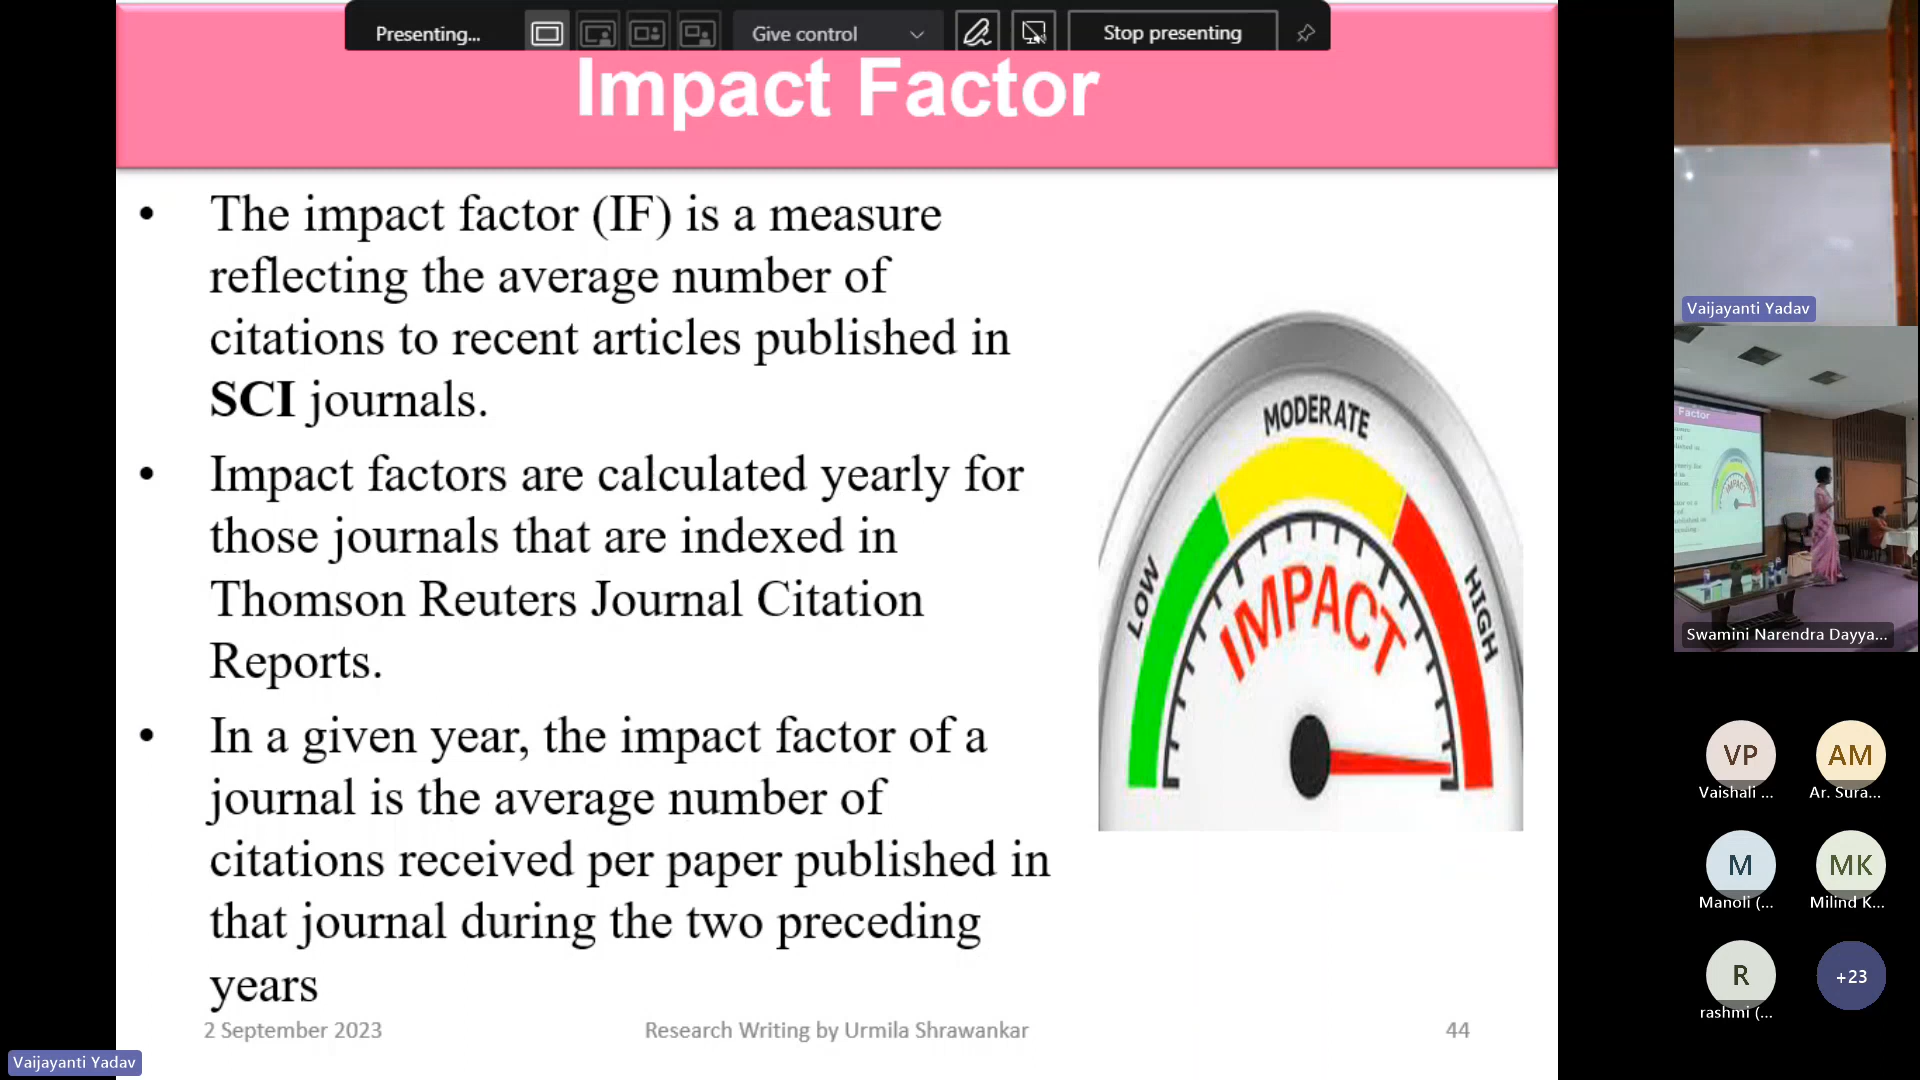 Presenting...
Give control
Stop presenting
Impact Factor
• The impact factor (IF) is a measure
reflecting the average number of
citations to recent articles published in
SCI journals.
• Impact factors are calculated yearly for
those journals that are indexed in
Thomson Reuters Journal Citation
Reports.
• In a given year, the impact factor of a
journal is the average number of
citations received per paper published in
that journal during the two preceding
years
LOW
MODERATE
HIGH
IMPACT
2 September 2023
Research Writing by Urmila Shrawankar
44
Vaijayanti Yadav
Vaijayanti Yadav
Factor
IMPACT
Swamini Narendra Dayya...
VP
Vaishali ...
AM
Ar. Sura...
M
Manoli (...
MK
Milind K...
R
rashmi (...
+23